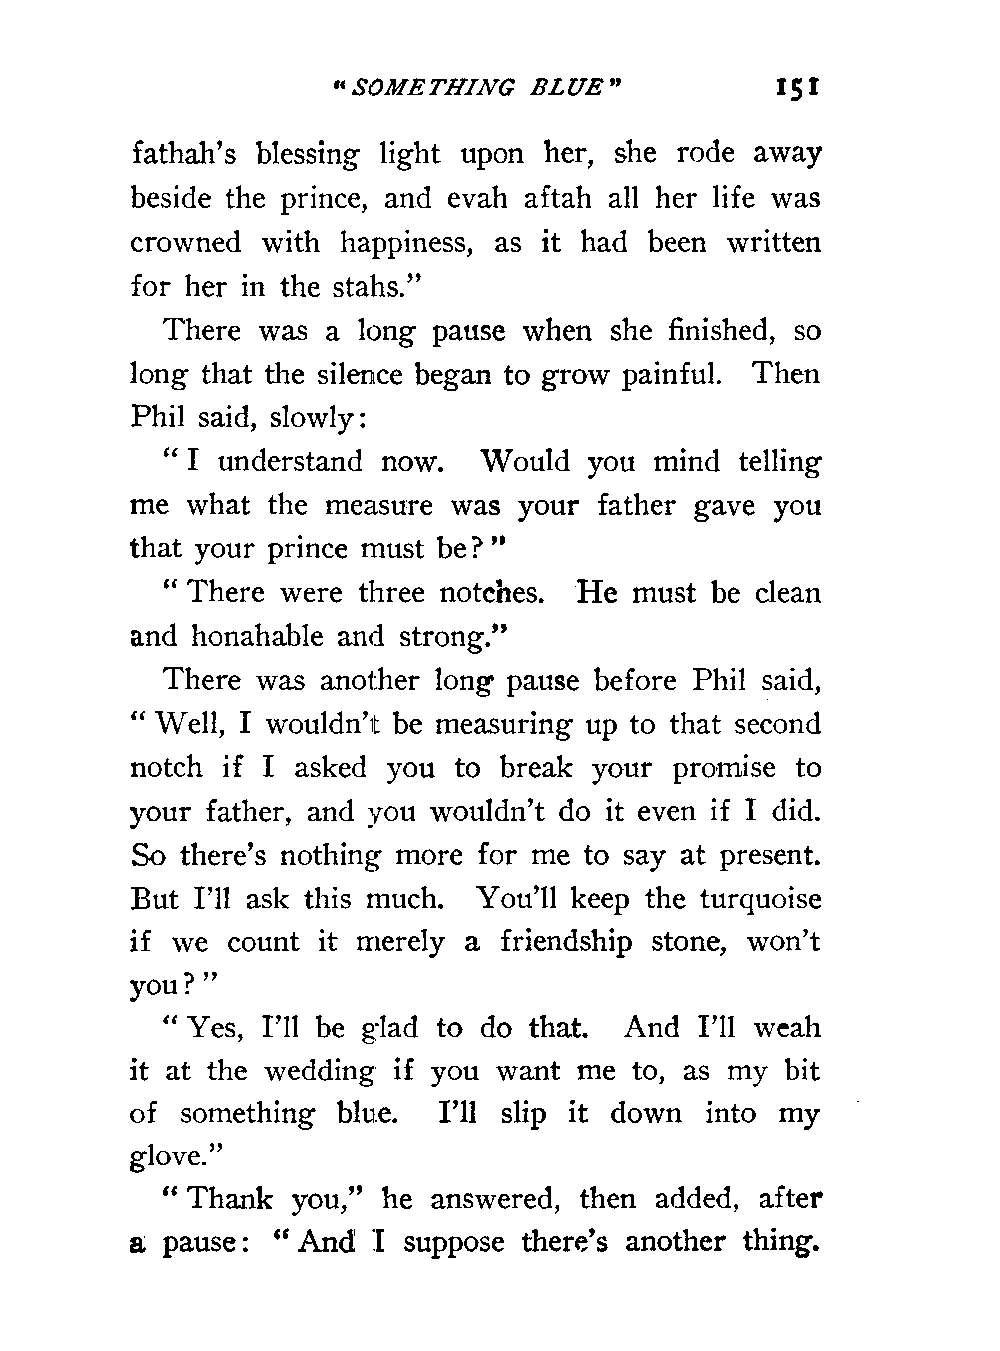 "SOMETHING BLUE" 151
fathah's blessing light upon her, she rode away
beside the prince, and evah aftah all her life was
crowned with happiness, as it had been written
for her in the stahs."
There was a long pause when she finished, so
long that the silence began to grow painful. Then
Phil said, slowly:
"I understand now. Would you mind telling
me what the measure was your father gave you
that your prince must be?"
"There were three notches. He must be clean
and honahable and strong."
There was another long pause before Phil said,
"Well, I wouldn't be measuring up to that second
notch if I asked you to break your promise to
your father, and you wouldn't do it even if I did.
So there's nothing more for me to say at present.
But I'll ask this much. You'll keep the turquoise
if we count it merely a friendship stone, won't
you?"
"Yes, I'll be glad to do that. And I'll weah
it at the wedding if you want me to, as my bit
of something blue. I'll slip it down into my
glove."
"Thank you," he answered, then added, after
a pause: "And I suppose there's another thing.